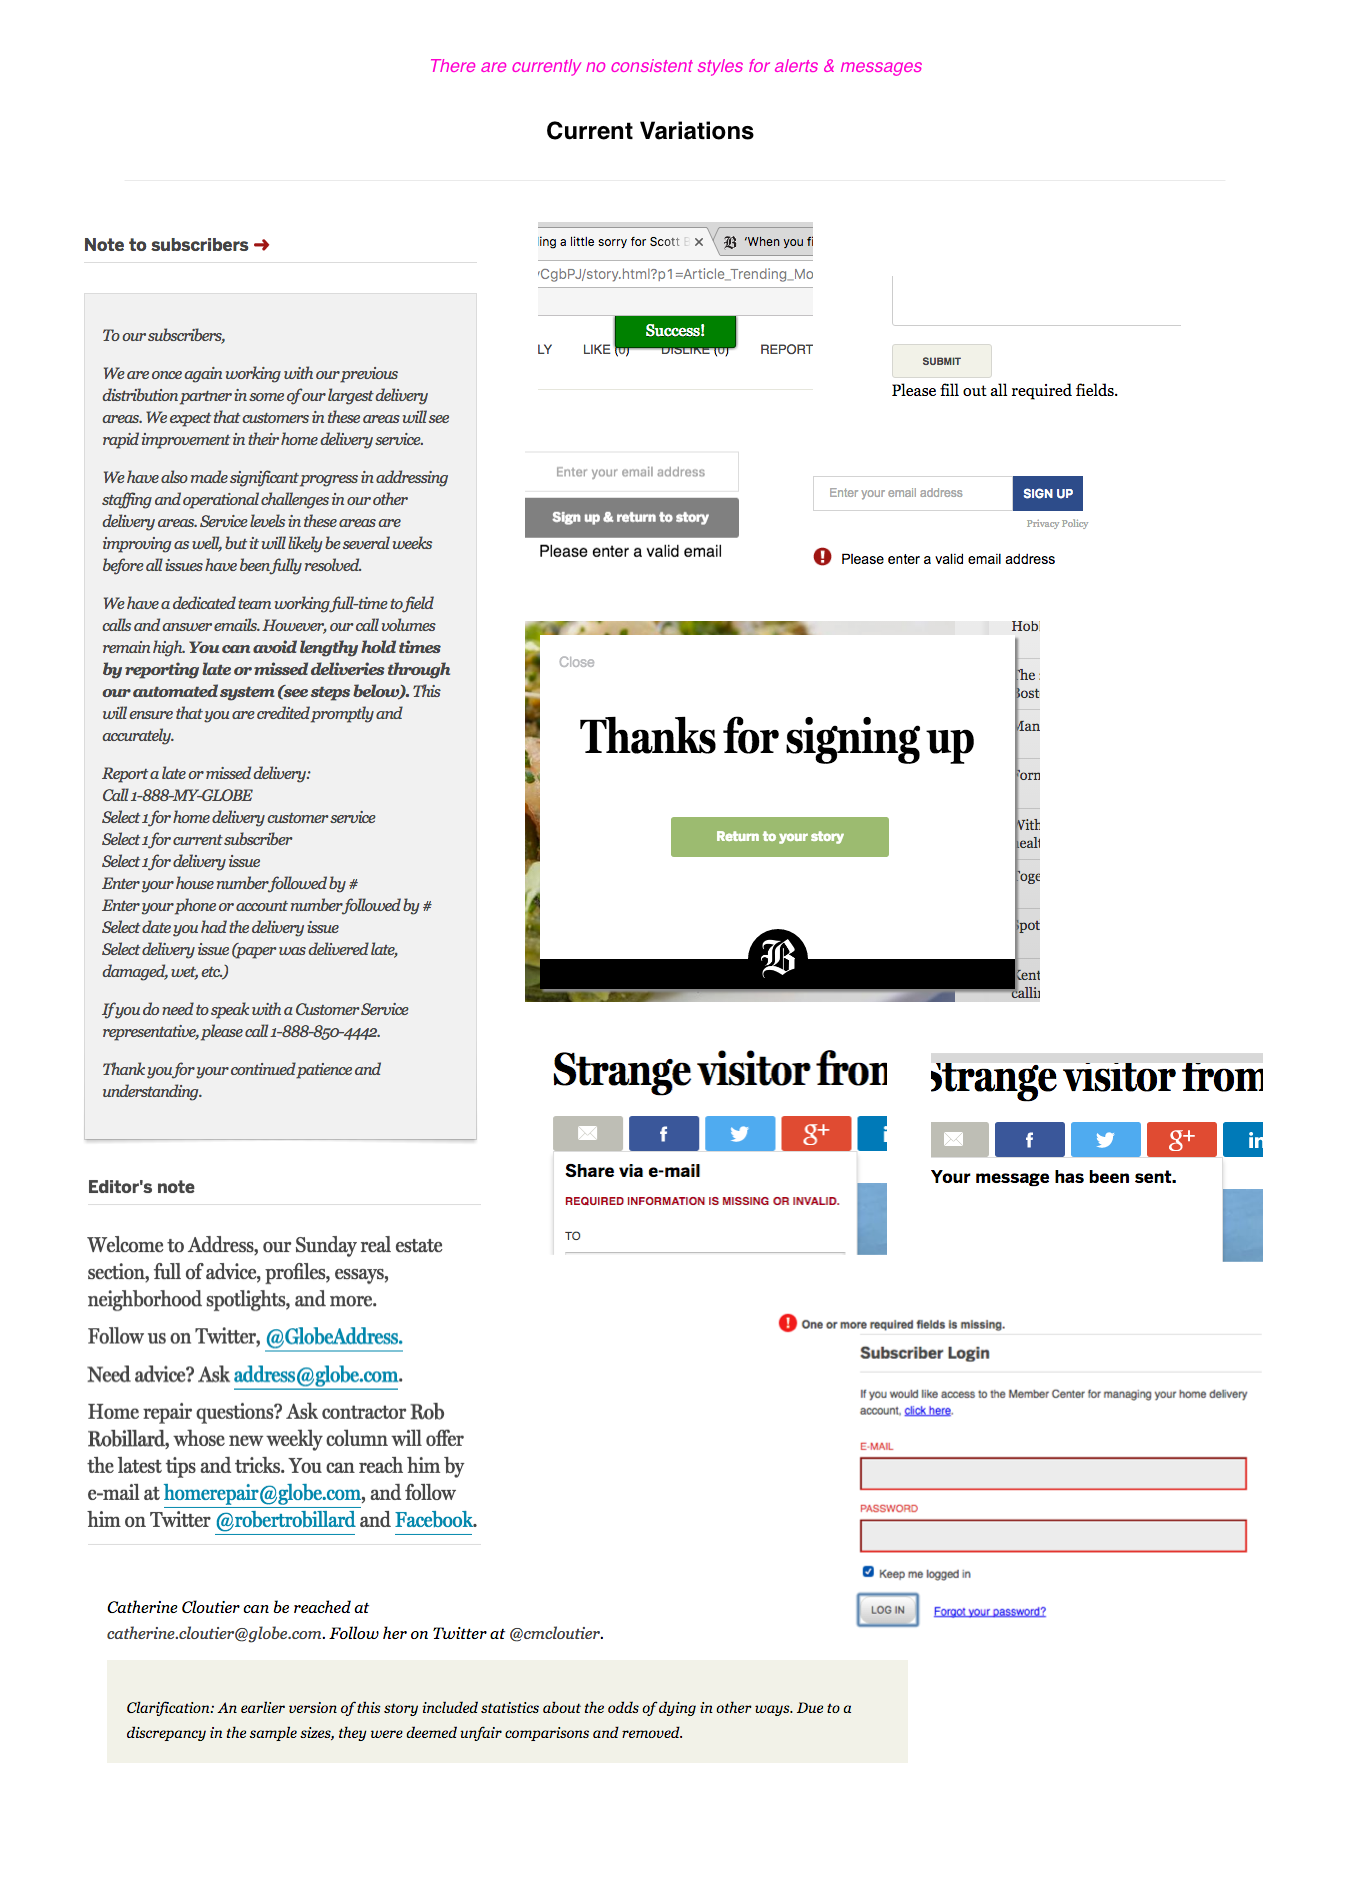 There are currently no consistent styles for alerts & messages
Current Variations
Note to subscribers ➔
To our subscribers,
We are once again working with our previous
distribution partner in some of our largest delivery
areas. We expect that customers in these areas will see
rapid improvement in their home delivery service.
We have also made significant progress in addressing
staffing and operational challenges in our other
delivery areas. Service levels in these areas are
improving as well, but it will likely be several weeks
before all issues have been fully resolved.
We have a dedicated team working full-time to field
calls and answer emails. However, our call volumes
remain high. You can avoid lengthy hold times
by reporting late or missed deliveries through
our automated system (see steps below). This
will ensure that you are credited promptly and
accurately.
Report a late or missed delivery:
Call 1-888-MY-GLOBE
Select 1 for home delivery customer service
Select 1 for current subscriber
Select 1 for delivery issue
Enter your house number followed by #
Enter your phone or account number followed by #
Select date you had the delivery issue
Select delivery issue (paper was delivered late,
damaged, wet, etc.)
If you do need to speak with a Customer Service
representative, please call 1-888-850-4442.
Thank you for your continued patience and
understanding.
Editor's note
Welcome to Address, our Sunday real estate
section, full of advice, profiles, essays,
neighborhood spotlights, and more.
Follow us on Twitter, @GlobeAddress.
Need advice? Ask address@globe.com.
Home repair questions? Ask contractor Rob
Robillard, whose new weekly column will offer
the latest tips and tricks. You can reach him by
e-mail at homerepair@globe.com, and follow
him on Twitter @robertrobillard and Facebook.
Catherine Cloutier can be reached at
catherine.cloutier@globe.com. Follow her on Twitter at @cmcloutier.
Clarification: An earlier version of this story included statistics about the odds of dying in other ways. Due to a
discrepancy in the sample sizes, they were deemed unfair comparisons and removed.
ling a little sorry for Scott B × B 'When you fi
CgbPJ/story.html?p1=Article_Trending_Mo
Success!
LY LIKE (0) DISLIKE (0) REPORT
SUBMIT
Please fill out all required fields.
Enter your email address
Sign up & return to story
Please enter a valid email
Enter your email address SIGN UP
Privacy Policy
! Please enter a valid email address
Close
Thanks for signing up
Return to your story
B
Hob
The
Bost
Man
Forn
With
healt
Toge
Spot
Kent
callin
Strange visitor fron
f g+
Share via e-mail
REQUIRED INFORMATION IS MISSING OR INVALID.
TO
Strange visitor from
f g+ in
Your message has been sent.
! One or more required fields is missing.
Subscriber Login
If you would like access to the Member Center for managing your home delivery
account, click here.
E-MAIL
PASSWORD
Keep me logged in
LOG IN Forgot your password?